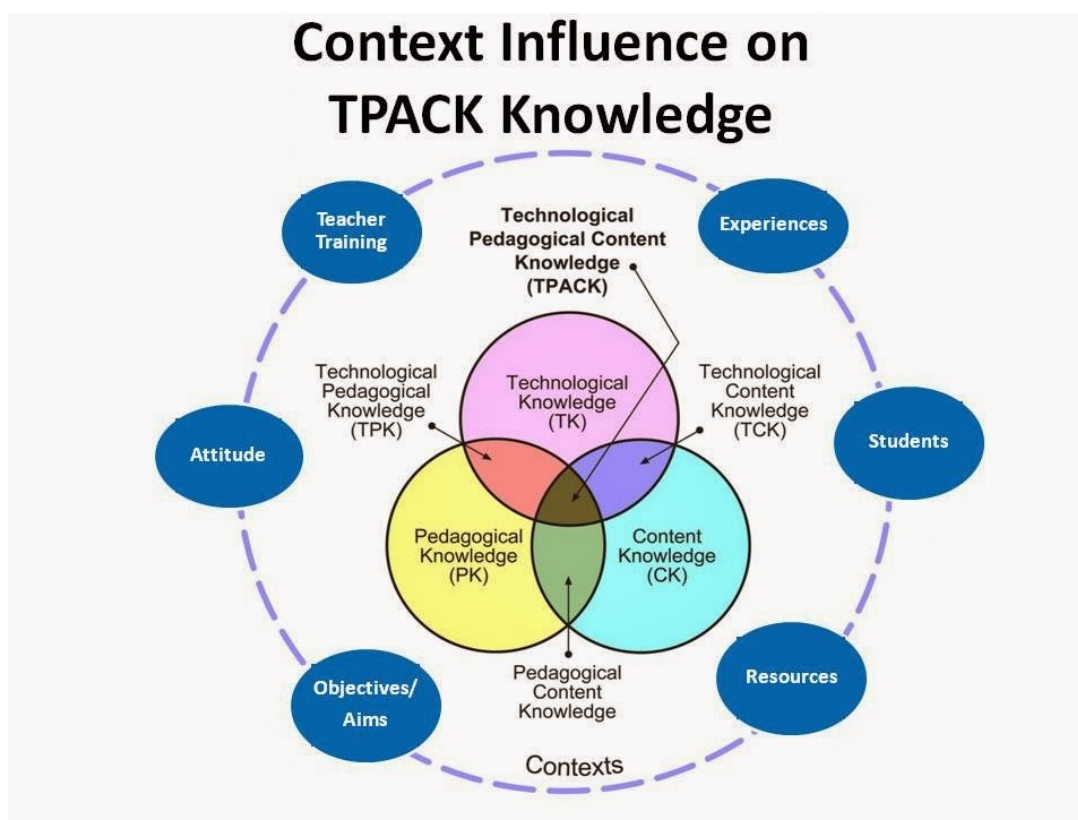 Context Influence on
TPACK Knowledge
Teacher
Training
Experiences
Technological
Pedagogical Content
Knowledge
(TPACK)
Technological
Pedagogical
Knowledge
(TPK)
Technological
Knowledge
(TK)
Technological
Content
Knowledge
(TCK)
Attitude
Students
Pedagogical
Knowledge
(PK)
Content
Knowledge
(CK)
Objectives/
Aims
Pedagogical
Content
Knowledge
Resources
Contexts